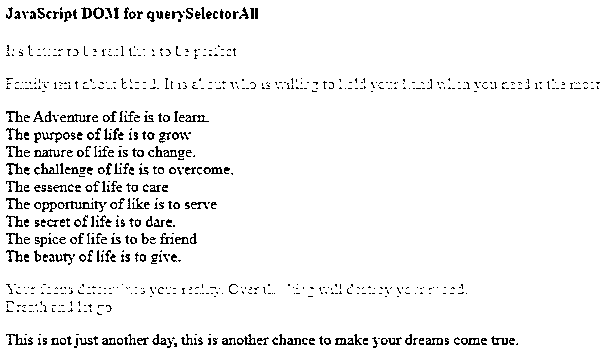 JavaScript DOM for querySelectorAll
It's better to be real than to be perfect
Family isn't about blood. It is about who is willing to hold your hand when you need it the most
The Adventure of life is to learn.
The purpose of life is to grow
The nature of life is to change.
The challenge of life is to overcome.
The essence of life to care
The opportunity of like is to serve
The secret of life is to dare.
The spice of life is to be friend
The beauty of life is to give.
Your focus determines your reality. Over will destroy your
Breath and let go
This is not just another day, this is another chance to make your dreams come true.